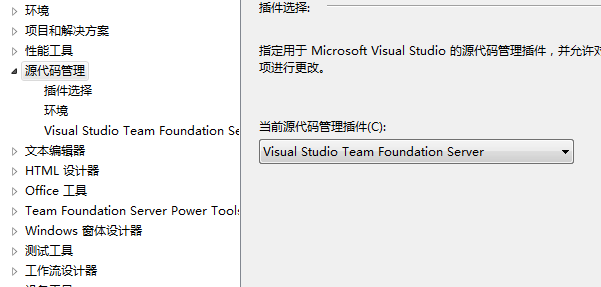 环境
项目和解决方案
性能工具
源代码管理
插件选择
环境
Visual Studio Team Foundation Se
文本编辑器
HTML 设计器
Office 工具
Team Foundation Server Power Tools
Windows 窗体设计器
测试工具
工作流设计器
插件选择:
指定用于 Microsoft Visual Studio 的源代码管理插件，并允许对
项进行更改。
当前源代码管理插件(C):
Visual Studio Team Foundation Server